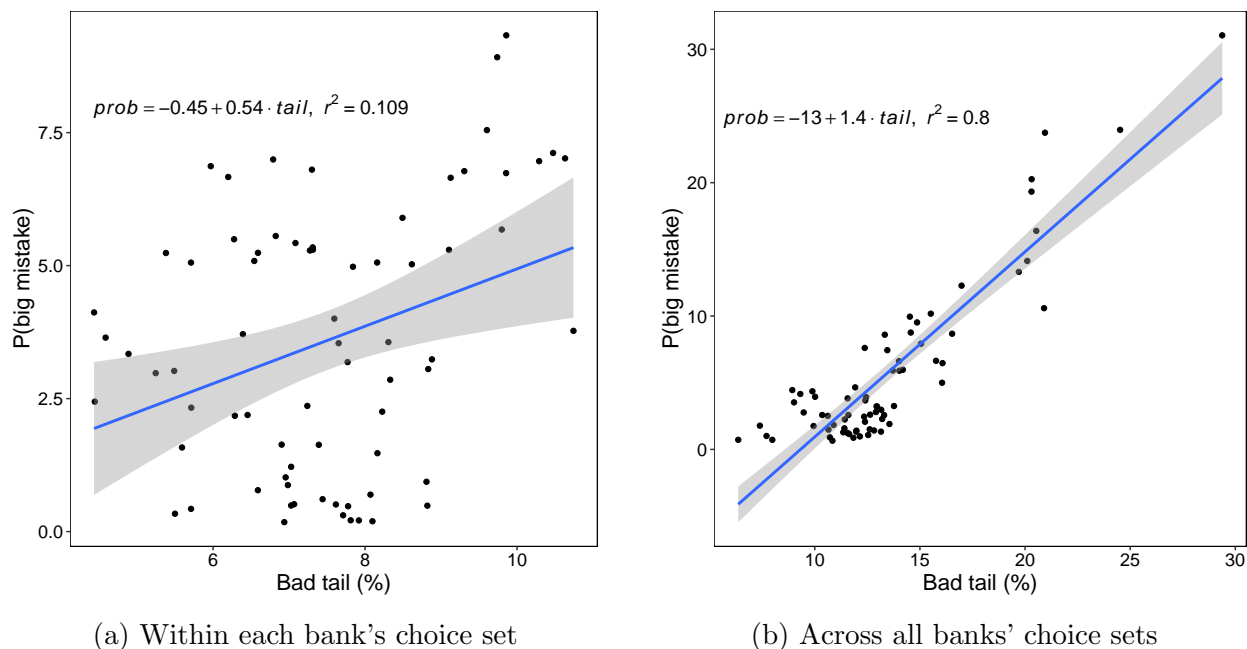 prob = −0.45 + 0.54 · tail, r² = 0.109
P(big mistake)
7.5
5.0
2.5
0.0
6 8 10
Bad tail (%)
(a) Within each bank's choice set
prob = −13 + 1.4 · tail, r² = 0.8
P(big mistake)
30
20
10
0
10 15 20 25 30
Bad tail (%)
(b) Across all banks' choice sets